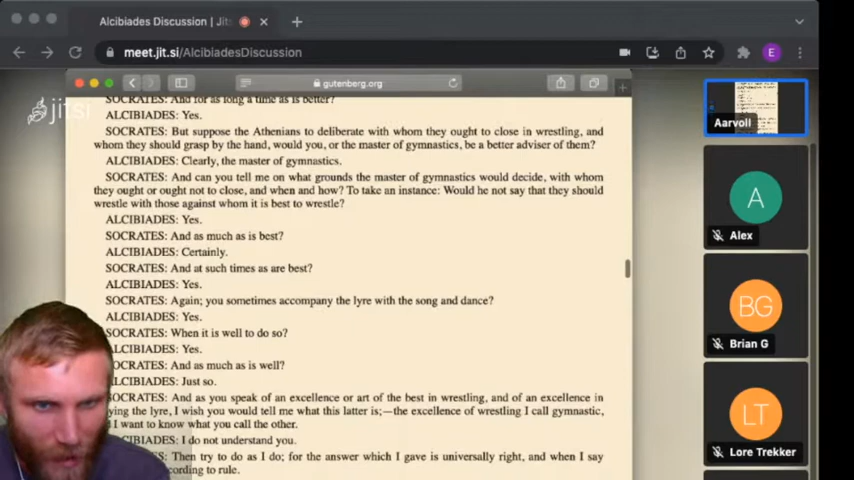 Alcibiades Discussion | Jits
meet.jit.si/AlcibiadesDiscussion
E
gutenberg.org
jitsi
SOCRATES: And for as long a time as is better?
ALCIBIADES: Yes.
SOCRATES: But suppose the Athenians to deliberate with whom they ought to close in wrestling, and
whom they should grasp by the hand, would you, or the master of gymnastics, be a better adviser of them?
ALCIBIADES: Clearly, the master of gymnastics.
SOCRATES: And can you tell me on what grounds the master of gymnastics would decide, with whom
they ought or ought not to close, and when and how? To take an instance: Would he not say that they should
wrestle with those against whom it is best to wrestle?
ALCIBIADES: Yes.
SOCRATES: And as much as is best?
ALCIBIADES: Certainly.
SOCRATES: And at such times as are best?
ALCIBIADES: Yes.
SOCRATES: Again; you sometimes accompany the lyre with the song and dance?
ALCIBIADES: Yes.
SOCRATES: When it is well to do so?
ALCIBIADES: Yes.
OCRATES: And as much as is well?
LCIBIADES: Just so.
OCRATES: And as you speak of an excellence or art of the best in wrestling, and of an excellence in
ying the lyre, I wish you would tell me what this latter is;—the excellence of wrestling I call gymnastic,
I want to know what you call the other.
CIBIADES: I do not understand you.
TES: Then try to do as I do; for the answer which I gave is universally right, and when I say
cording to rule.
Aarvoll
A
Alex
BG
Brian G
LT
Lore Trekker